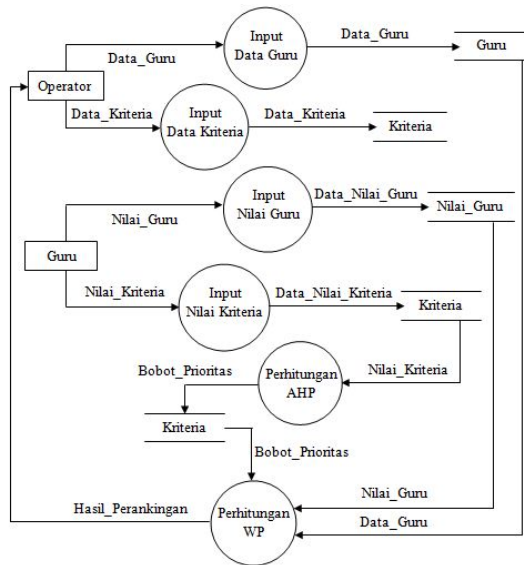 Input
Data Guru
Data_Guru
Guru
Data_Guru
Operator
Data_Kriteria
Input
Data Kriteria
Data_Kriteria
Kriteria
Input
Nilai Guru
Data_Nilai_Guru
Nilai_Guru
Nilai_Guru
Guru
Nilai_Kriteria
Input
Nilai Kriteria
Data_Nilai_Kriteria
Kriteria
Nilai_Kriteria
Perhitungan
AHP
Bobot_Prioritas
Kriteria
Bobot_Prioritas
Hasil_Perankingan
Perhitungan
WP
Nilai_Guru
Data_Guru